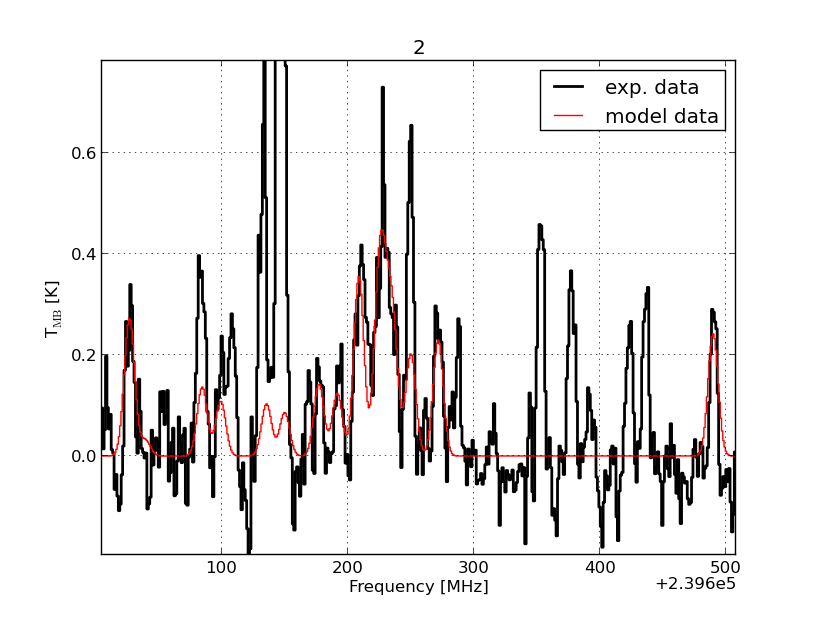 2
exp. data
model data
0.6
0.4
0.2
0.0
T_MB [K]
100
200
300
400
500
Frequency [MHz]
+2.396e5